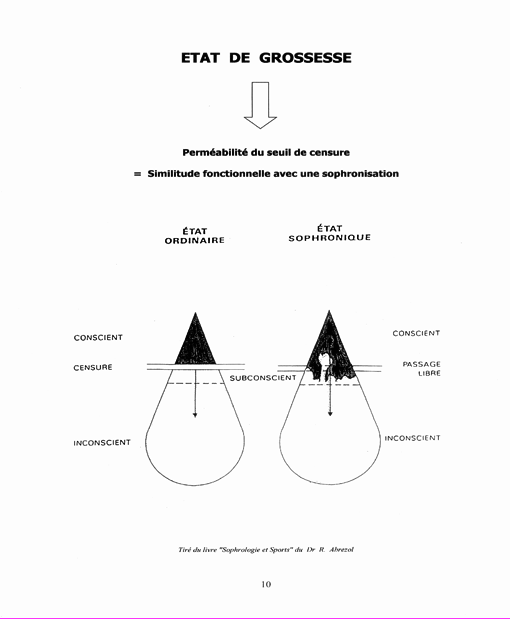 ETAT DE GROSSESSE
Perméabilité du seuil de censure
= Similitude fonctionnelle avec une sophronisation
ÉTAT
ORDINAIRE
ÉTAT
SOPHRONIQUE
CONSCIENT
CONSCIENT
CENSURE
PASSAGE
LIBRE
SUBCONSCIENT
INCONSCIENT
INCONSCIENT
Tiré du livre "Sophrologie et Sports" du Dr R. Abrezol
10